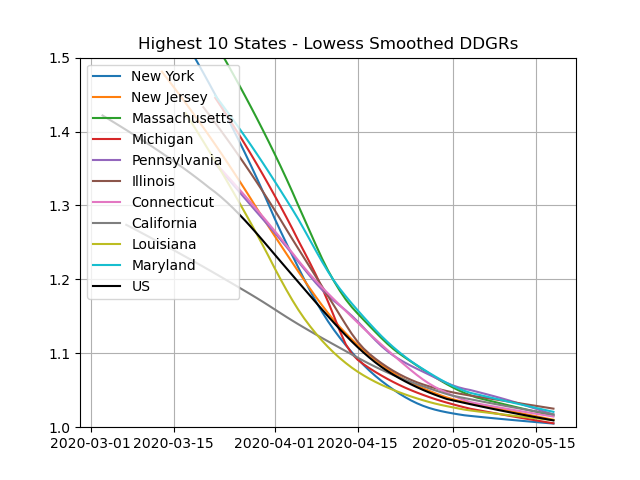 Highest 10 States - Lowess Smoothed DDGRs
1.5
1.4
1.3
1.2
1.1
1.0
New York
New Jersey
Massachusetts
Michigan
Pennsylvania
Illinois
Connecticut
California
Louisiana
Maryland
US
2020-03-01 2020-03-15 2020-04-01 2020-04-15 2020-05-01 2020-05-15